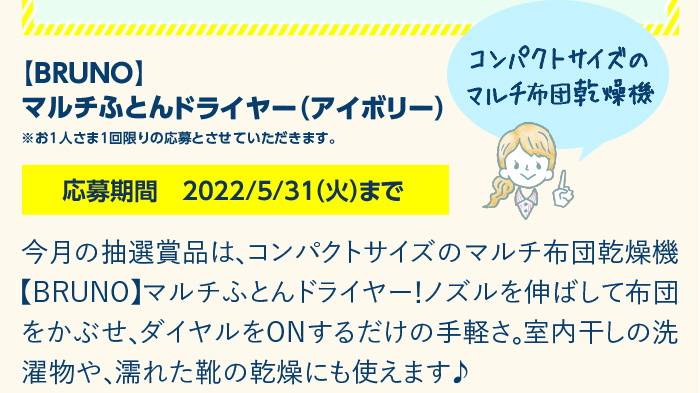 コンパクトサイズの
マルチ布団乾燥機
【BRUNO】
マルチふとんドライヤー（アイボリー）
※お1人さま1回限りの応募とさせていただきます。
応募期間　2022/5/31(火)まで
今月の抽選賞品は、コンパクトサイズのマルチ布団乾燥機
【BRUNO】マルチふとんドライヤー!ノズルを伸ばして布団
をかぶせ、ダイヤルをONするだけの手軽さ。室内干しの洗
濯物や、濡れた靴の乾燥にも使えます♪